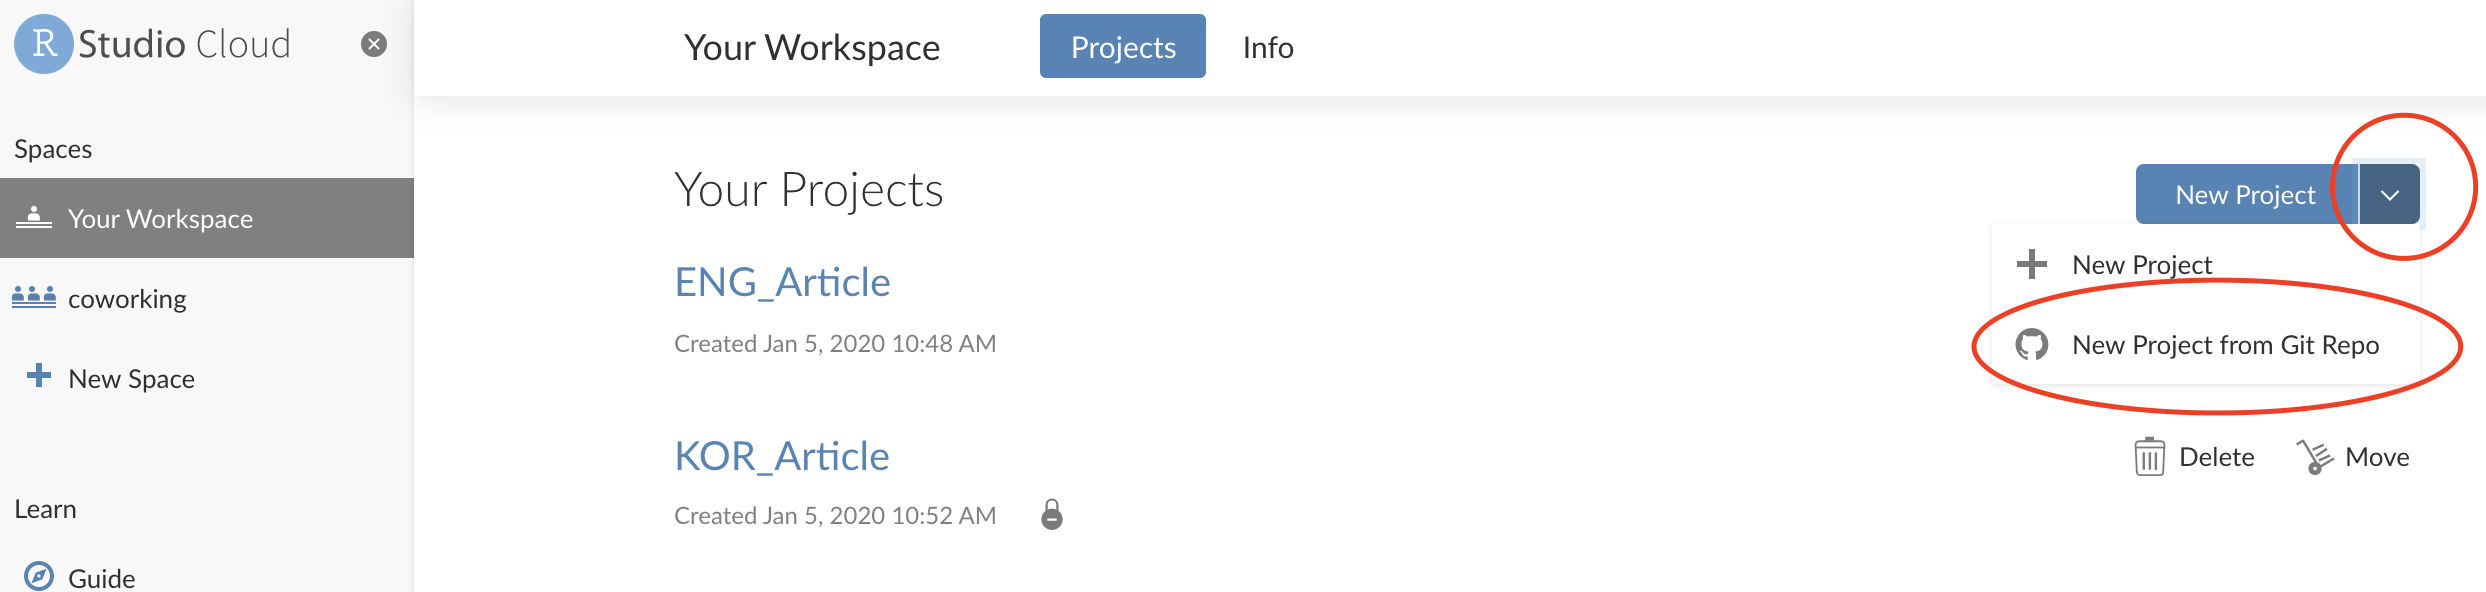 R Studio Cloud
Spaces
Your Workspace
coworking
New Space
Learn
Guide
Your Workspace Projects Info
Your Projects
New Project
New Project
New Project from Git Repo
ENG_Article
Created Jan 5, 2020 10:48 AM
KOR_Article
Delete Move
Created Jan 5, 2020 10:52 AM